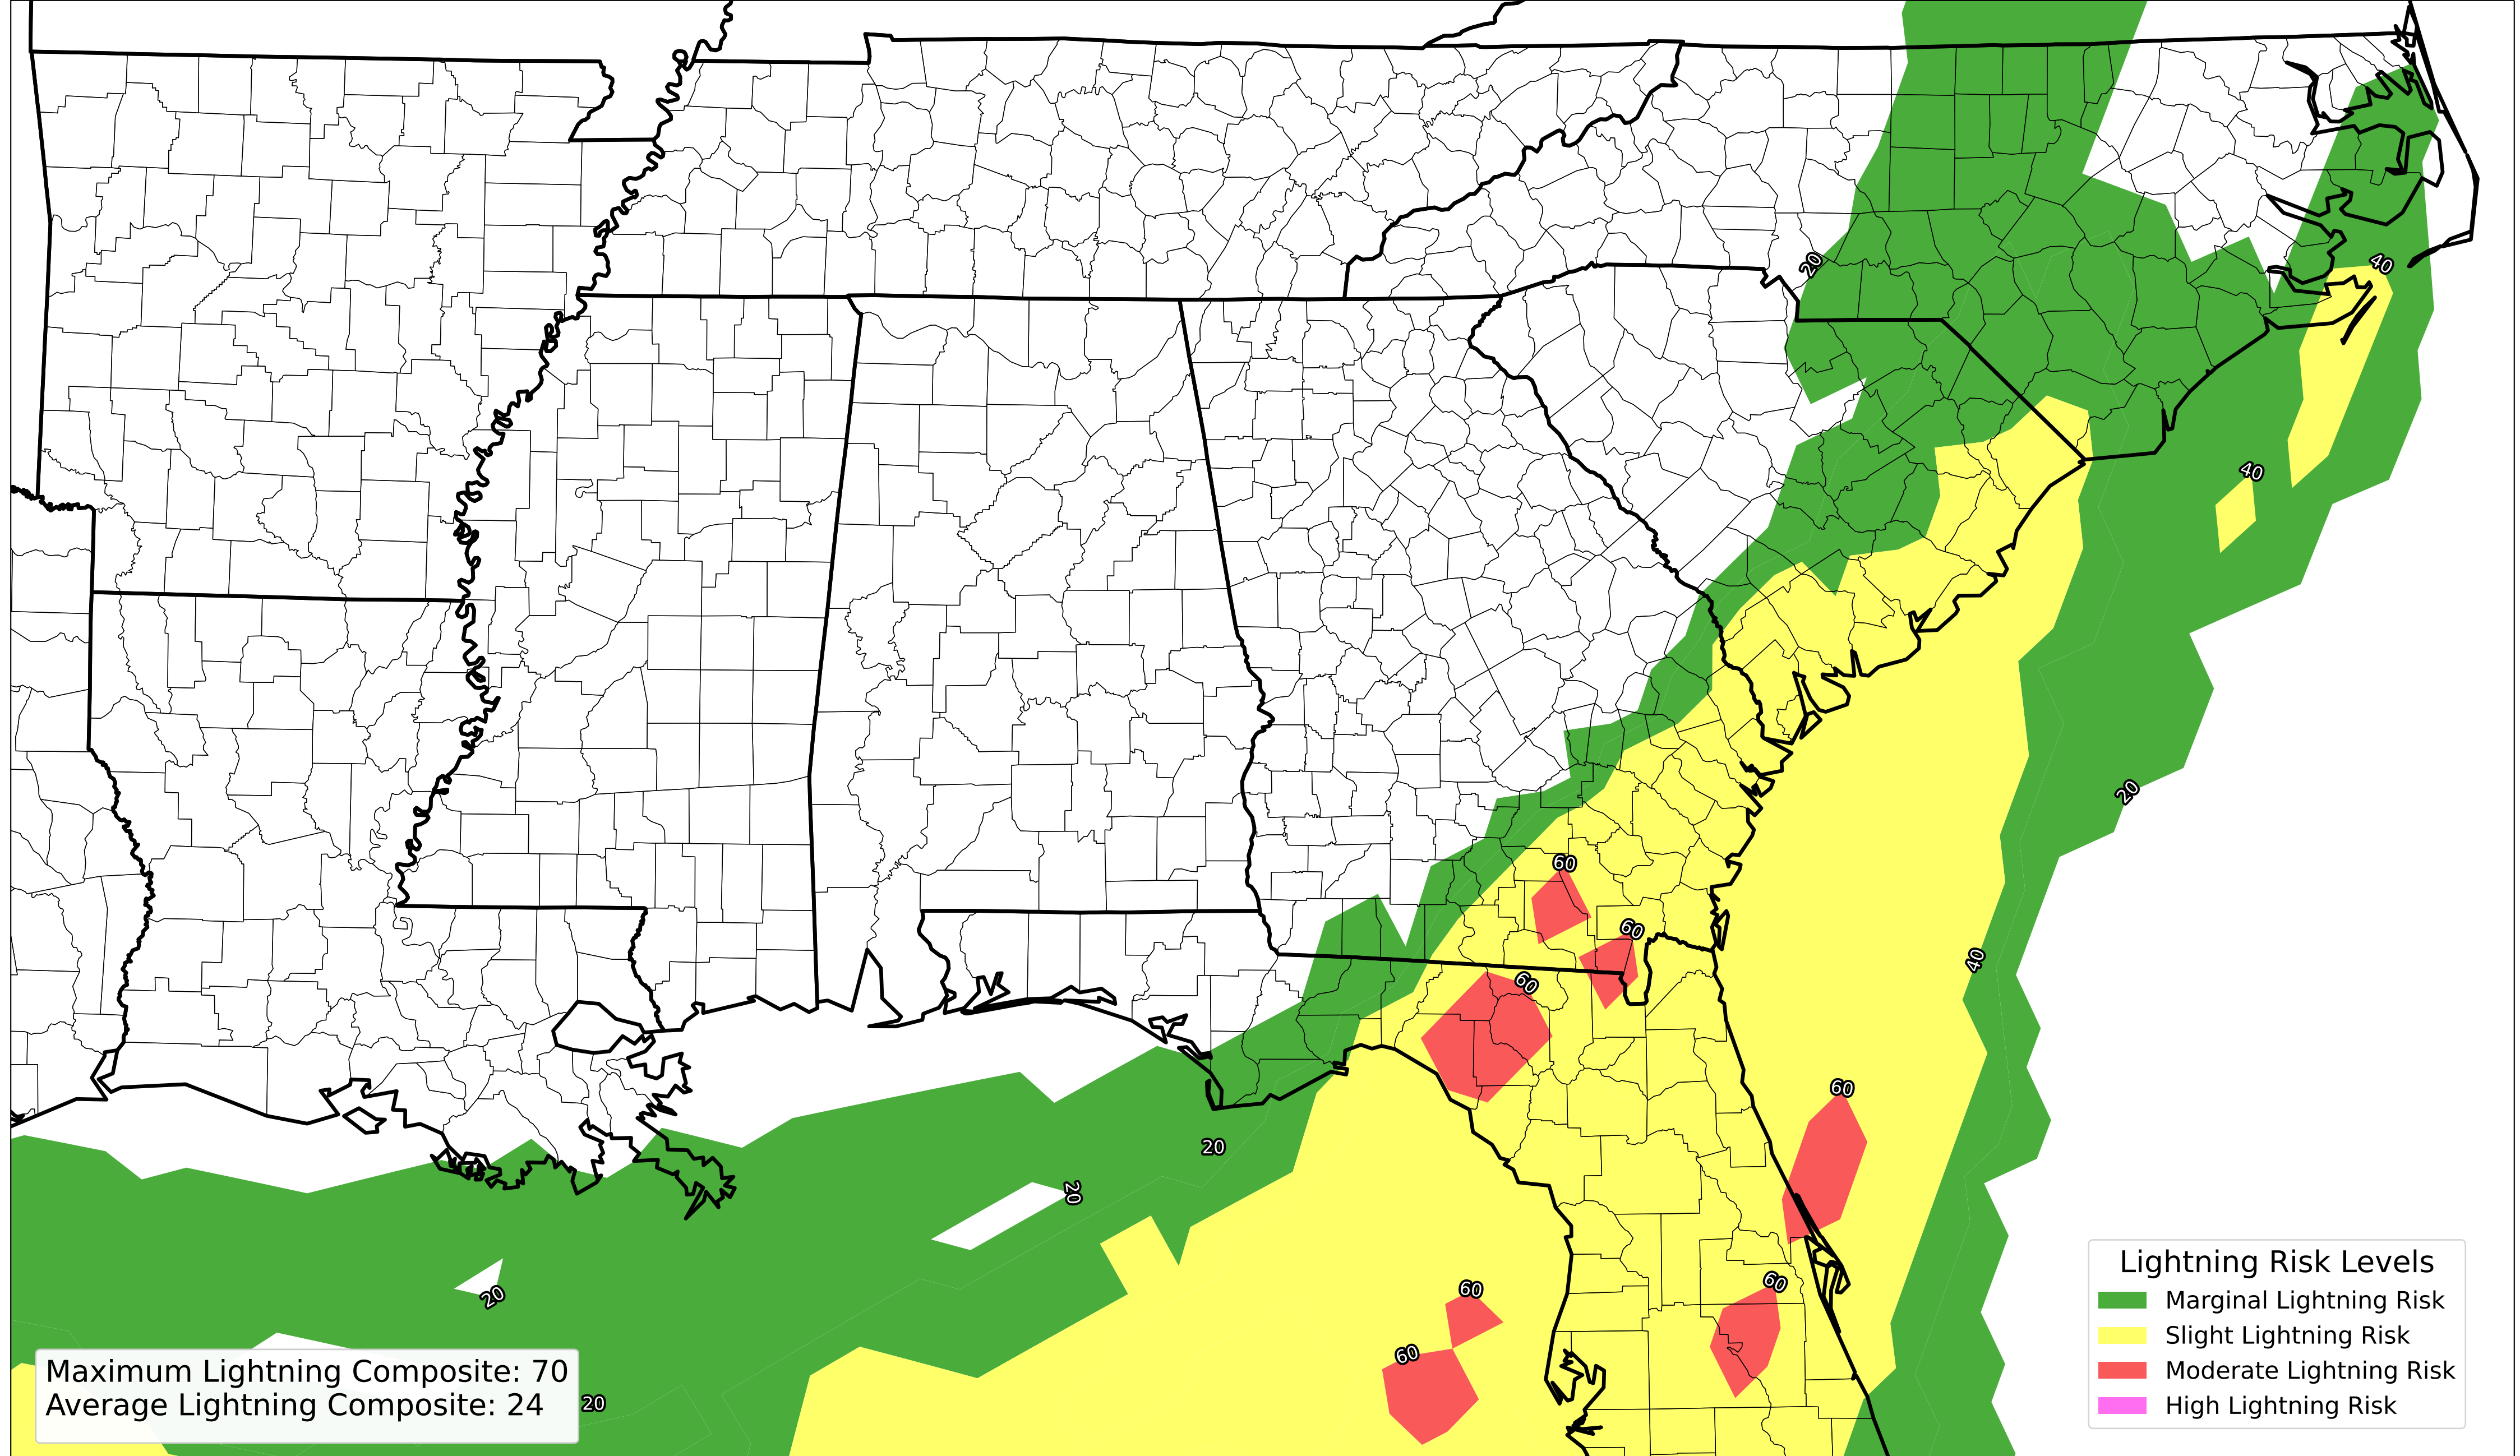 20
40
40
20
60
60
40
60
60
20
20
60
60
20
60
20
Lightning Risk Levels
Marginal Lightning Risk
Slight Lightning Risk
Moderate Lightning Risk
High Lightning Risk
Maximum Lightning Composite: 70
Average Lightning Composite: 24